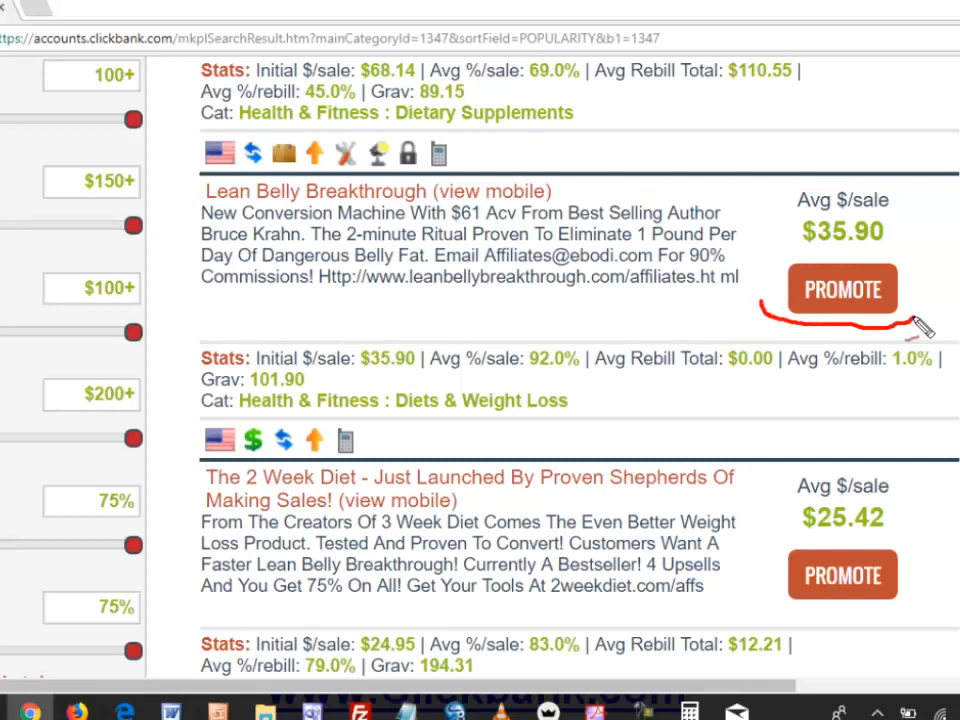 https://accounts.clickbank.com/mkplSearchResult.htm?mainCategoryId=1347&sortField=POPULARITY&b1=1347
100+
$150+
$100+
$200+
75%
75%
Stats: Initial $/sale: $68.14 | Avg %/sale: 69.0% | Avg Rebill Total: $110.55 |
Avg %/rebill: 45.0% | Grav: 89.15
Cat: Health & Fitness : Dietary Supplements
Lean Belly Breakthrough (view mobile)
New Conversion Machine With $61 Acv From Best Selling Author
Bruce Krahn. The 2-minute Ritual Proven To Eliminate 1 Pound Per
Day Of Dangerous Belly Fat. Email Affiliates@ebodi.com For 90%
Commissions! Http://www.leanbellybreakthrough.com/affiliates.ht ml
Avg $/sale
$35.90
PROMOTE
Stats: Initial $/sale: $35.90 | Avg %/sale: 92.0% | Avg Rebill Total: $0.00 | Avg %/rebill: 1.0% |
Grav: 101.90
Cat: Health & Fitness : Diets & Weight Loss
The 2 Week Diet - Just Launched By Proven Shepherds Of
Making Sales! (view mobile)
From The Creators Of 3 Week Diet Comes The Even Better Weight
Loss Product. Tested And Proven To Convert! Customers Want A
Faster Lean Belly Breakthrough! Currently A Bestseller! 4 Upsells
And You Get 75% On All! Get Your Tools At 2weekdiet.com/affs
Avg $/sale
$25.42
PROMOTE
Stats: Initial $/sale: $24.95 | Avg %/sale: 83.0% | Avg Rebill Total: $12.21 |
Avg %/rebill: 79.0% | Grav: 194.31